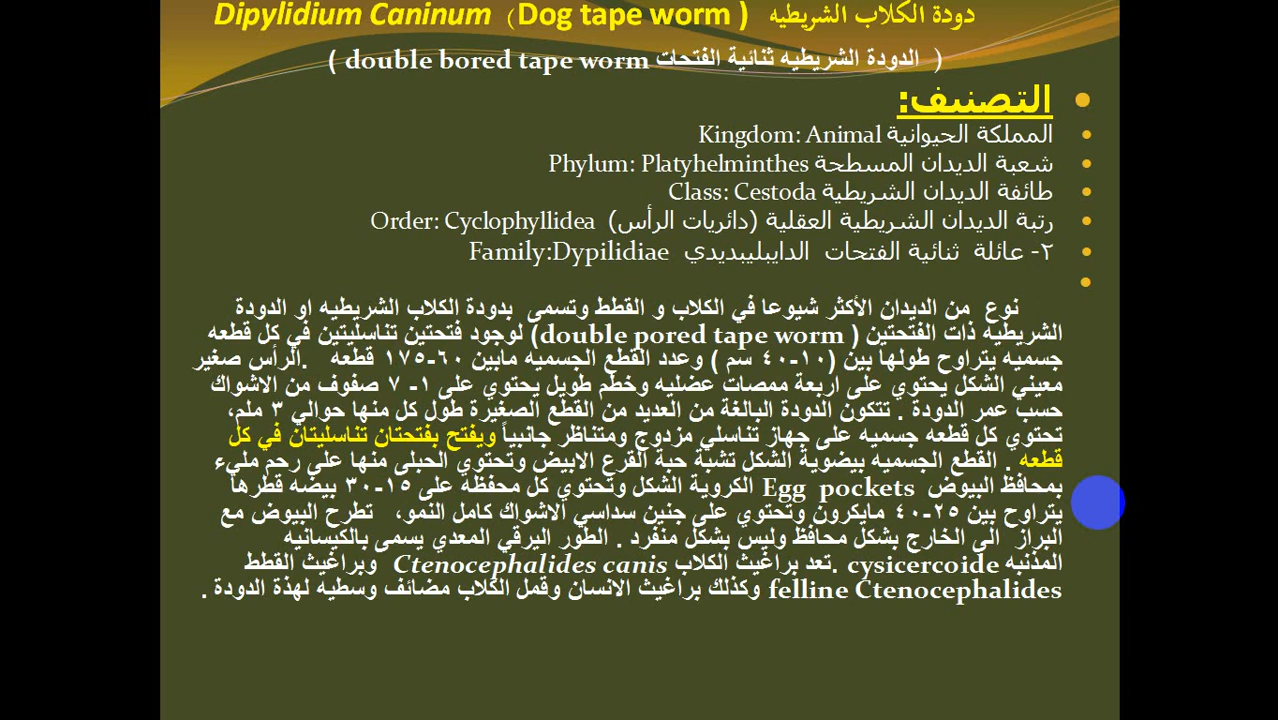 دودة الكلاب الشريطيه Dipylidium Caninum (Dog tape worm )
( الدودة الشريطيه ثنائية الفتحات double bored tape worm )
التصنيف:
المملكة الحيوانية Kingdom: Animal
شعبة الديدان المسطحة Phylum: Platyhelminthes
طائفة الديدان الشريطية Class: Cestoda
رتبة الديدان الشريطية العقلية (دائريات الرأس) Order: Cyclophyllidea
٢- عائلة ثنائية الفتحات الدايبليبديدي Family:Dypilidiae
نوع من الديدان الأكثر شيوعا في الكلاب و القطط وتسمى بدودة الكلاب الشريطيه او الدودة
الشريطيه ذات الفتحتين ( double pored tape worm) لوجود فتحتين تناسليتين في كل قطعه
جسميه يتراوح طولها بين (١٠-٤٠ سم ) وعدد القطع الجسميه مابين ٦٠-١٧٥ قطعه .الرأس صغير
معيني الشكل يحتوي على اربعة ممصات عضليه وخطم طويل يحتوي على ١- ٧ صفوف من الاشواك
حسب عمر الدودة . تتكون الدودة البالغة من العديد من القطع الصغيرة طول كل منها حوالي ٣ ملم،
تحتوي كل قطعه جسميه على جهاز تناسلي مزدوج ومتناظر جانبياً ويفتح بفتحتان تناسليتان في كل
قطعه . القطع الجسميه بيضوية الشكل تشبة حبة القرع الابيض وتحتوي الحبلى منها على رحم مليء
بمحافظ البيوض Egg pockets الكروية الشكل وتحتوي كل محفظه على ١٥-٣٠ بيضه قطرها
يتراوح بين ٢٥-٤٠ مايكرون وتحتوي على جنين سداسي الاشواك كامل النمو، تطرح البيوض مع
البراز الى الخارج بشكل محافظ وليس بشكل منفرد . الطور اليرقي المعدي يسمى بالكيسانيه
المذنبه cysicercoide .تعد براغيث الكلاب Ctenocephalides canis وبراغيث القطط
felline Ctenocephalides وكذلك براغيث الانسان وقمل الكلاب مضائف وسطيه لهذة الدودة .